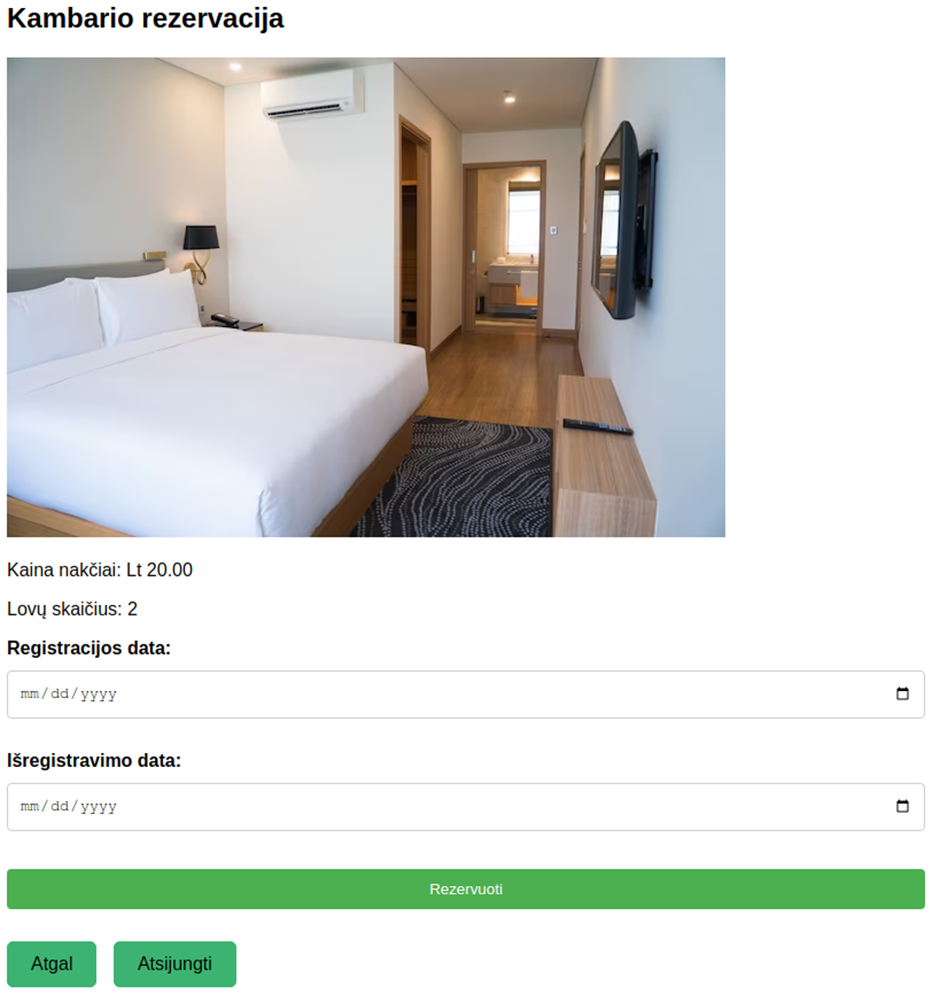 Kambario rezervacija
Kaina nakčiai: Lt 20.00
Lovų skaičius: 2
Registracijos data:
mm/dd/yyyy
Išregistravimo data:
mm/dd/yyyy
Rezervuoti
Atgal Atsijungti